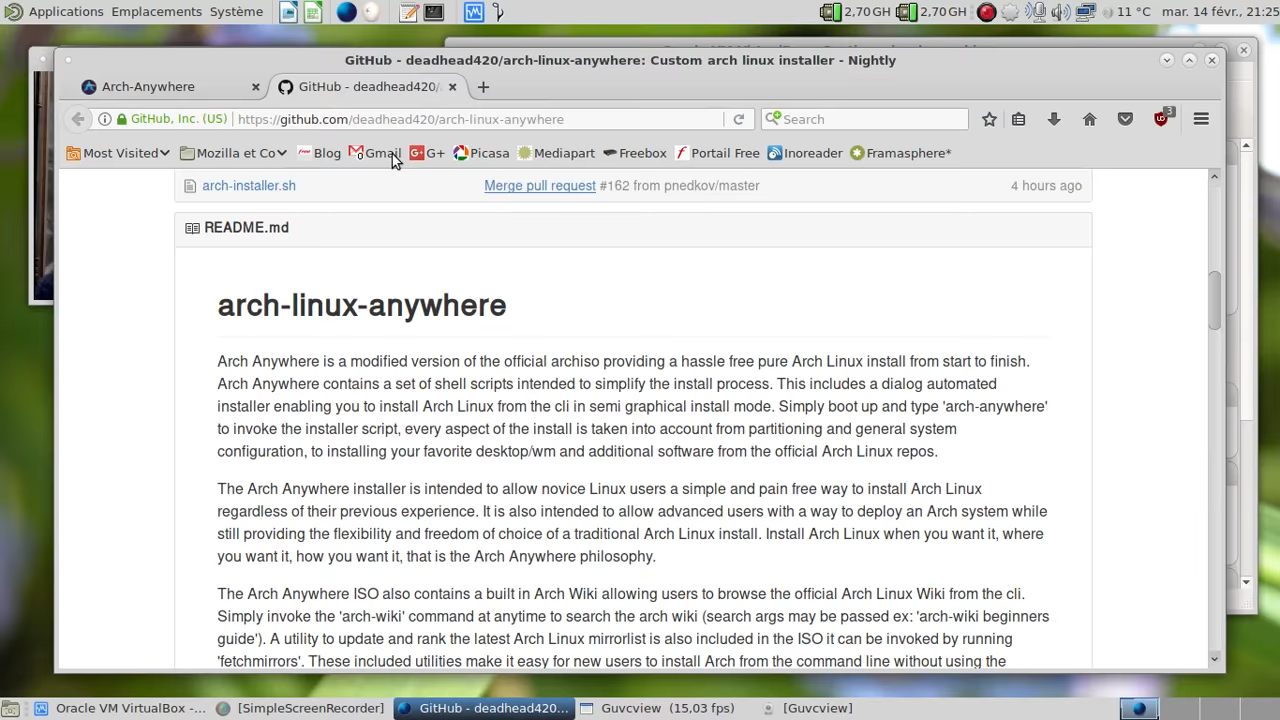 Applications Emplacements Système 2,70 GH 2,70 GH 11 °C mar. 14 févr., 21:25
GitHub - deadhead420/arch-linux-anywhere: Custom arch linux installer - Nightly
Arch-Anywhere GitHub - deadhead420/
GitHub, Inc. (US) https://github.com/deadhead420/arch-linux-anywhere Search 3
Most Visited Mozilla et Co Blog Gmail G+ Picasa Mediapart Freebox Portail Free Inoreader Framasphere*
arch-installer.sh Merge pull request #162 from pnedkov/master 4 hours ago
README.md
arch-linux-anywhere
Arch Anywhere is a modified version of the official archiso providing a hassle free pure Arch Linux install from start to finish.
Arch Anywhere contains a set of shell scripts intended to simplify the install process. This includes a dialog automated
installer enabling you to install Arch Linux from the cli in semi graphical install mode. Simply boot up and type 'arch-anywhere'
to invoke the installer script, every aspect of the install is taken into account from partitioning and general system
configuration, to installing your favorite desktop/wm and additional software from the official Arch Linux repos.
The Arch Anywhere installer is intended to allow novice Linux users a simple and pain free way to install Arch Linux
regardless of their previous experience. It is also intended to allow advanced users with a way to deploy an Arch system while
still providing the flexibility and freedom of choice of a traditional Arch Linux install. Install Arch Linux when you want it, where
you want it, how you want it, that is the Arch Anywhere philosophy.
The Arch Anywhere ISO also contains a built in Arch Wiki allowing users to browse the official Arch Linux Wiki from the cli.
Simply invoke the 'arch-wiki' command at anytime to search the arch wiki (search args may be passed ex: 'arch-wiki beginners
guide'). A utility to update and rank the latest Arch Linux mirrorlist is also included in the ISO it can be invoked by running
'fetchmirrors'. These included utilities make it easy for new users to install Arch from the command line without using the
Oracle VM VirtualBox -... [SimpleScreenRecorder] GitHub - deadhead420... Guvcview (15,03 fps) [Guvcview]